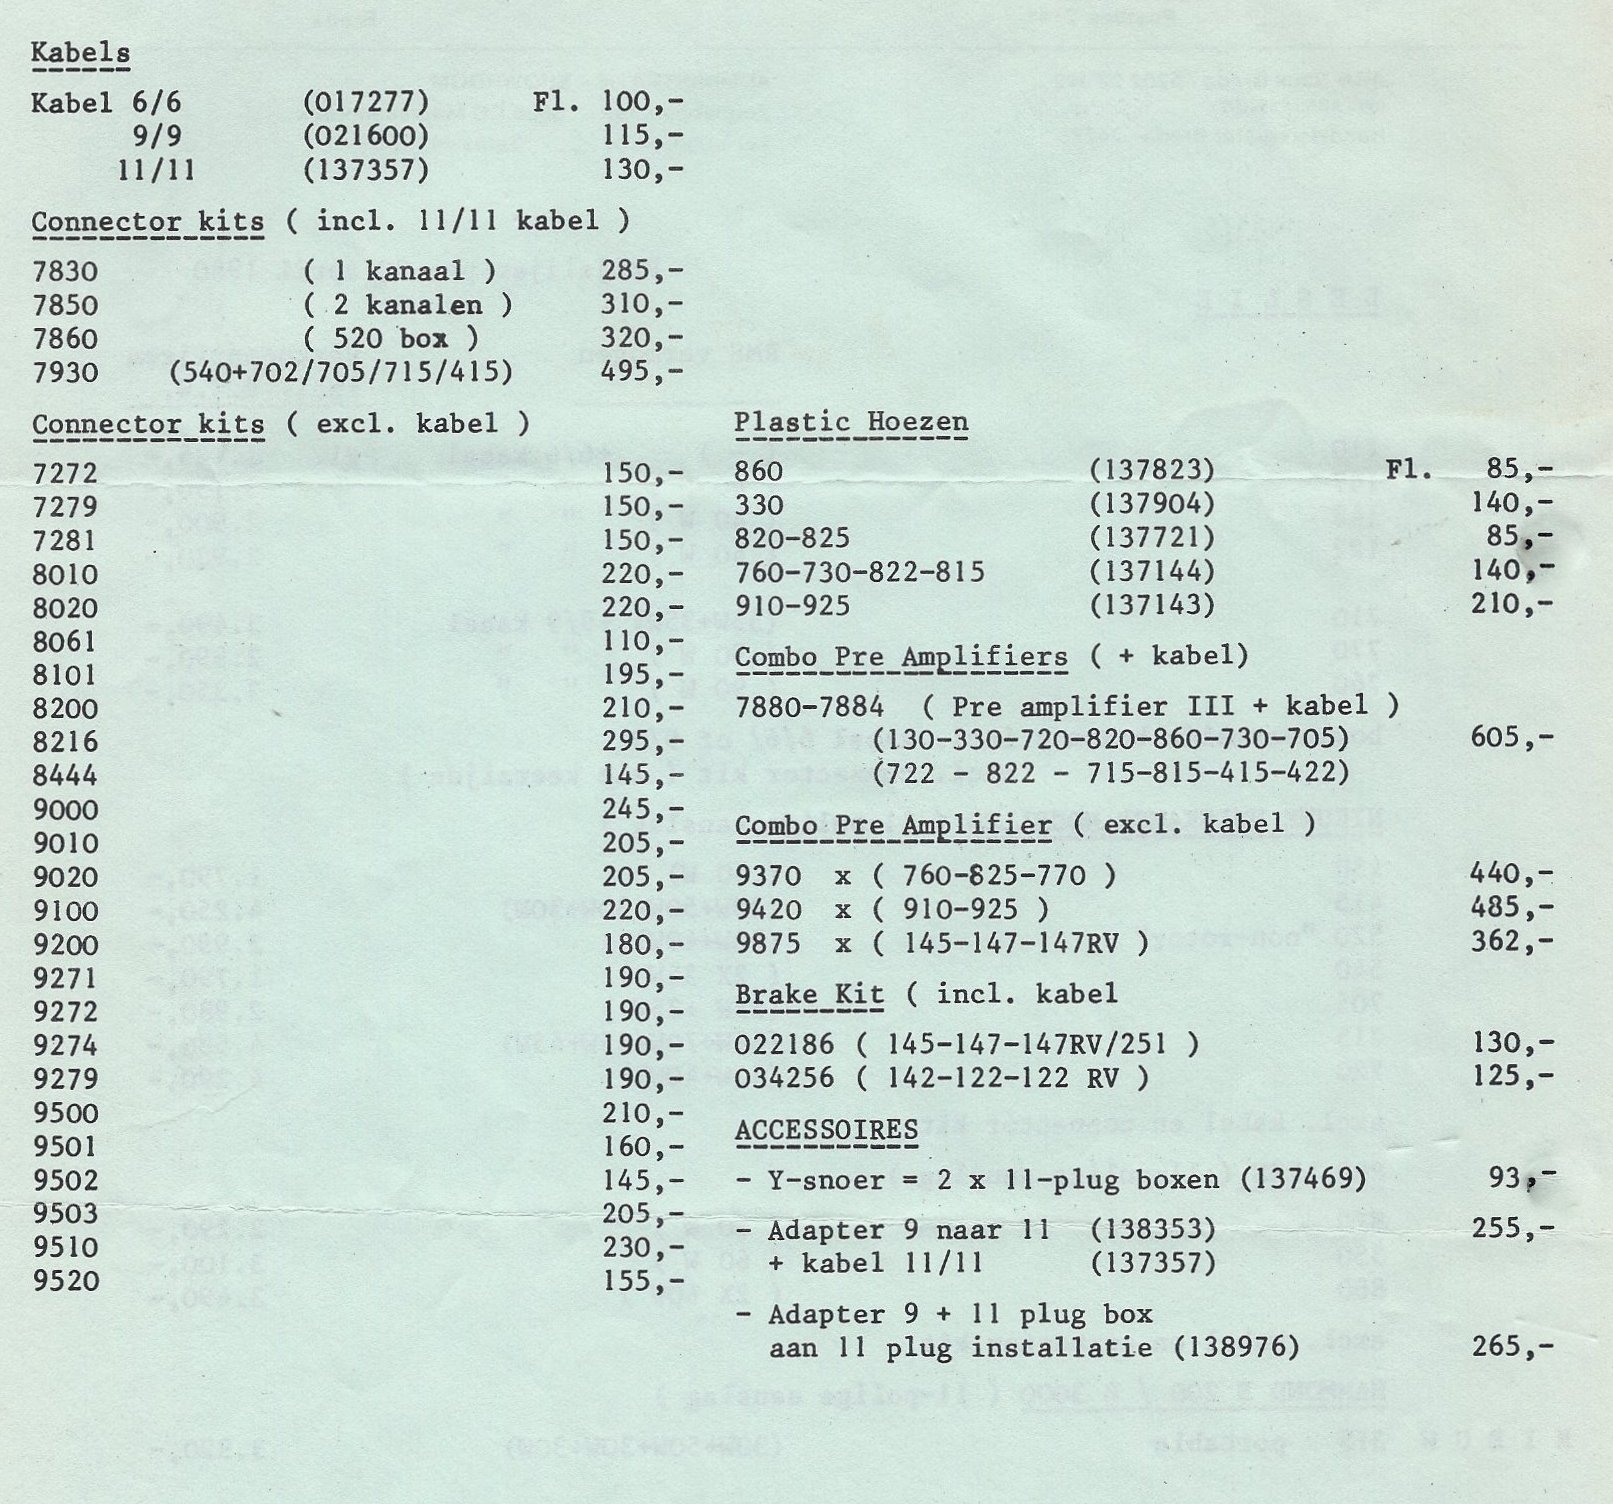 Kabels
Kabel 6/6 (017277) Fl. 100,-
9/9 (021600) 115,-
11/11 (137357) 130,-
Connector kits ( incl. 11/11 kabel )
7830 ( 1 kanaal ) 285,-
7850 ( 2 kanalen ) 310,-
7860 ( 520 box ) 320,-
7930 (540+702/705/715/415) 495,-
Connector kits ( excl. kabel )
7272 150,-
7279 150,-
7281 150,-
8010 220,-
8020 220,-
8061 110,-
8101 195,-
8200 210,-
8216 295,-
8444 145,-
9000 245,-
9010 205,-
9020 205,-
9100 220,-
9200 180,-
9271 190,-
9272 190,-
9274 190,-
9279 190,-
9500 210,-
9501 160,-
9502 145,-
9503 205,-
9510 230,-
9520 155,-
Plastic Hoezen
860 (137823) Fl. 85,-
330 (137904) 140,-
820-825 (137721) 85,-
760-730-822-815 (137144) 140,-
910-925 (137143) 210,-
Combo Pre Amplifiers ( + kabel)
7880-7884 ( Pre amplifier III + kabel )
(130-330-720-820-860-730-705) 605,-
(722 - 822 - 715-815-415-422)
Combo Pre Amplifier ( excl. kabel )
9370 x ( 760-825-770 ) 440,-
9420 x ( 910-925 ) 485,-
9875 x ( 145-147-147RV ) 362,-
Brake Kit ( incl. kabel
022186 ( 145-147-147RV/251 ) 130,-
034256 ( 142-122-122 RV ) 125,-
ACCESSOIRES
- Y-snoer = 2 x 11-plug boxen (137469) 93,-
- Adapter 9 naar 11 (138353) 255,-
+ kabel 11/11 (137357)
- Adapter 9 + 11 plug box
aan 11 plug installatie (138976) 265,-